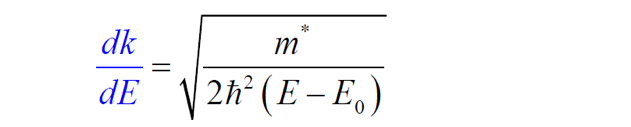 dk/dE = √(m*/(2ħ²(E − E₀)))